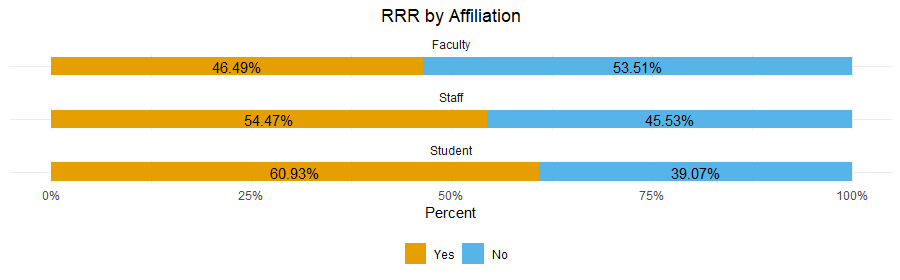 RRR by Affiliation
Faculty
46.49% 53.51%
Staff
54.47% 45.53%
Student
60.93% 39.07%
0% 25% 50% 75% 100%
Percent
Yes No